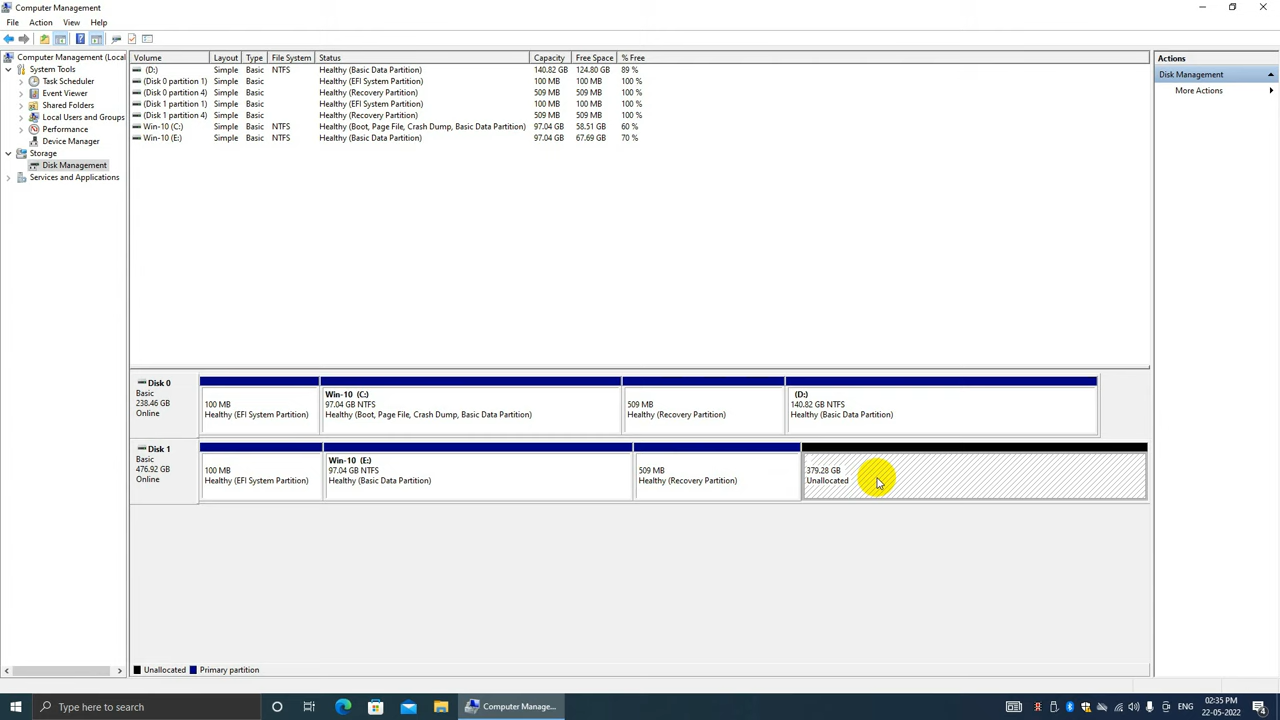 Computer Management
File Action View Help
Computer Management (Local
System Tools
Task Scheduler
Event Viewer
Shared Folders
Local Users and Groups
Performance
Device Manager
Storage
Disk Management
Services and Applications
Volume Layout Type File System Status Capacity Free Space % Free
(D:) Simple Basic NTFS Healthy (Basic Data Partition) 140.82 GB 124.80 GB 89 %
(Disk 0 partition 1) Simple Basic Healthy (EFI System Partition) 100 MB 100 MB 100 %
(Disk 0 partition 4) Simple Basic Healthy (Recovery Partition) 509 MB 509 MB 100 %
(Disk 1 partition 1) Simple Basic Healthy (EFI System Partition) 100 MB 100 MB 100 %
(Disk 1 partition 4) Simple Basic Healthy (Recovery Partition) 509 MB 509 MB 100 %
Win-10 (C:) Simple Basic NTFS Healthy (Boot, Page File, Crash Dump, Basic Data Partition) 97.04 GB 58.51 GB 60 %
Win-10 (E:) Simple Basic NTFS Healthy (Basic Data Partition) 97.04 GB 67.69 GB 70 %
Actions
Disk Management
More Actions
Disk 0
Basic
238.46 GB
Online
100 MB
Healthy (EFI System Partition)
Win-10 (C:)
97.04 GB NTFS
Healthy (Boot, Page File, Crash Dump, Basic Data Partition)
509 MB
Healthy (Recovery Partition)
(D:)
140.82 GB NTFS
Healthy (Basic Data Partition)
Disk 1
Basic
476.92 GB
Online
100 MB
Healthy (EFI System Partition)
Win-10 (E:)
97.04 GB NTFS
Healthy (Basic Data Partition)
509 MB
Healthy (Recovery Partition)
379.28 GB
Unallocated
Unallocated Primary partition
Type here to search
Computer Manage...
ENG
02:35 PM
22-05-2022